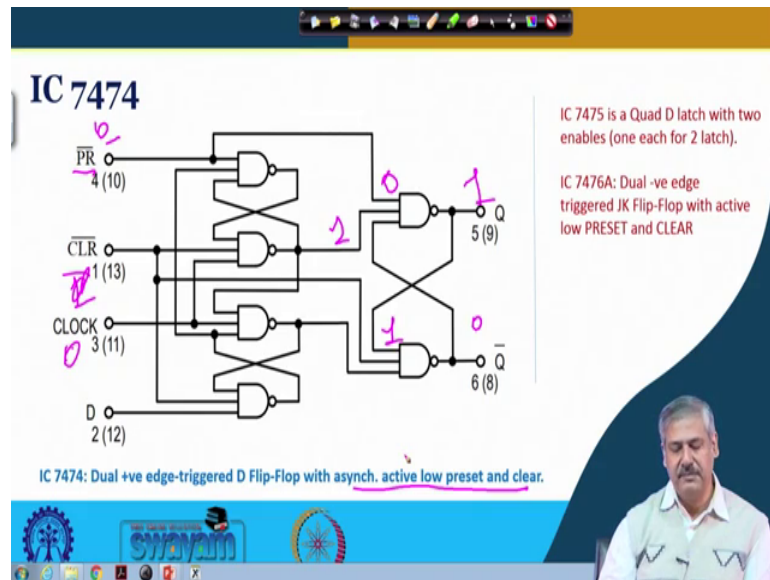 IC 7474
0
PR
4 (10)
0
1
Q
5 (9)
1
CLR
1 (13)
1
CLOCK
3 (11)
0
1
0
Q
6 (8)
D
2 (12)
IC 7474: Dual +ve edge-triggered D Flip-Flop with asynch. active low preset and clear.
IC 7475 is a Quad D latch with two
enables (one each for 2 latch).
IC 7476A: Dual -ve edge
triggered JK Flip-Flop with active
low PRESET and CLEAR
swayam